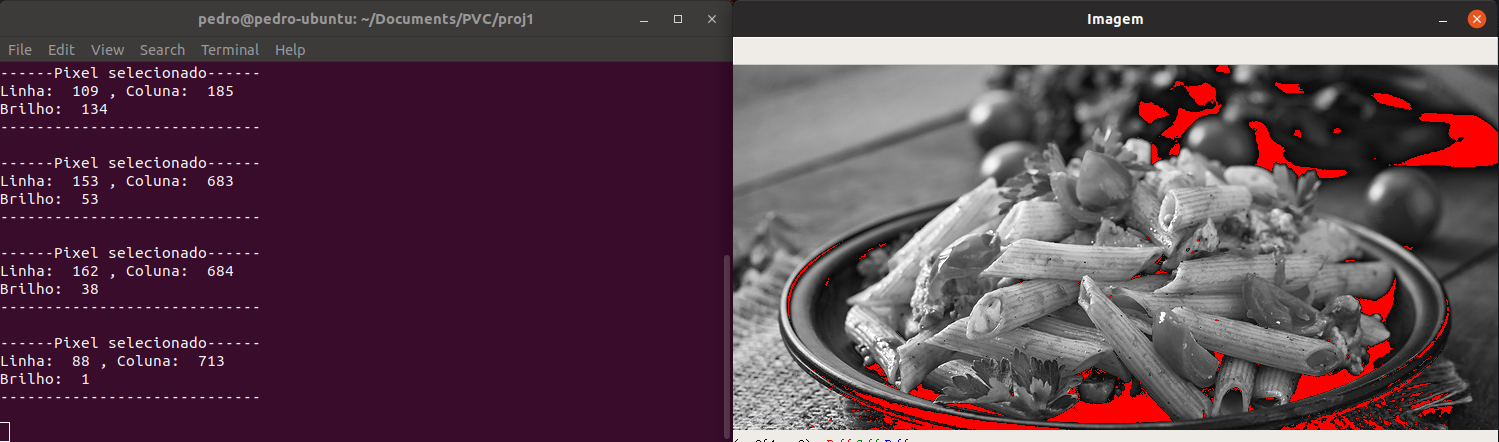 pedro@pedro-ubuntu: ~/Documents/PVC/proj1
File Edit View Search Terminal Help
------Pixel selecionado------
Linha:  109 , Coluna:  185
Brilho:  134
-----------------------------
------Pixel selecionado------
Linha:  153 , Coluna:  683
Brilho:  53
-----------------------------
------Pixel selecionado------
Linha:  162 , Coluna:  684
Brilho:  38
-----------------------------
------Pixel selecionado------
Linha:  88 , Coluna:  713
Brilho:  1
-----------------------------
Imagem